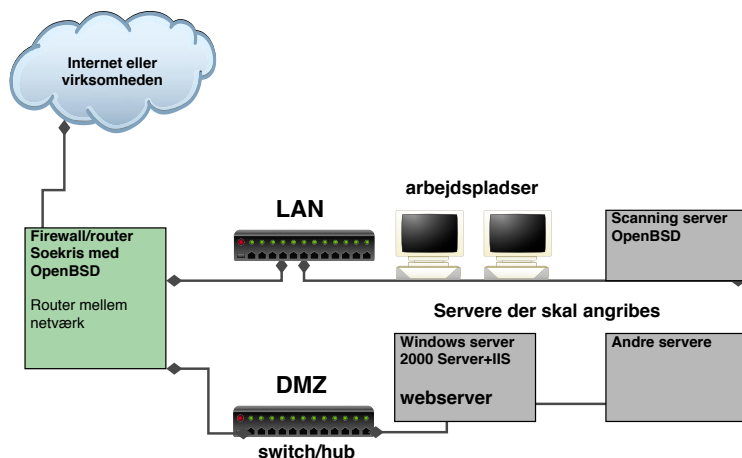 Internet eller
virksomheden
arbejdspladser
LAN
Scanning server
OpenBSD
Firewall/router
Soekris med
OpenBSD
Router mellem
netværk
Servere der skal angribes
Windows server
2000 Server+IIS
webserver
Andre servere
DMZ
switch/hub